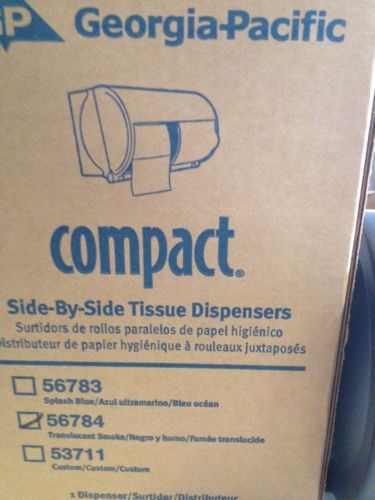 GP Georgia-Pacific
compact®
Side-By-Side Tissue Dispensers
Surtidors de rollos paralelos de papel higiénico
istributeur de papier hygiénique à rouleaux juxtaposés
56783
Splash Blue/Azul ultramarino/Bleu océan
56784
Translucent Smoke/Negro y humo/Fumée translucide
53711
Custom/Custom/Custom
1 Dispenser/Surtidor/Distributeur